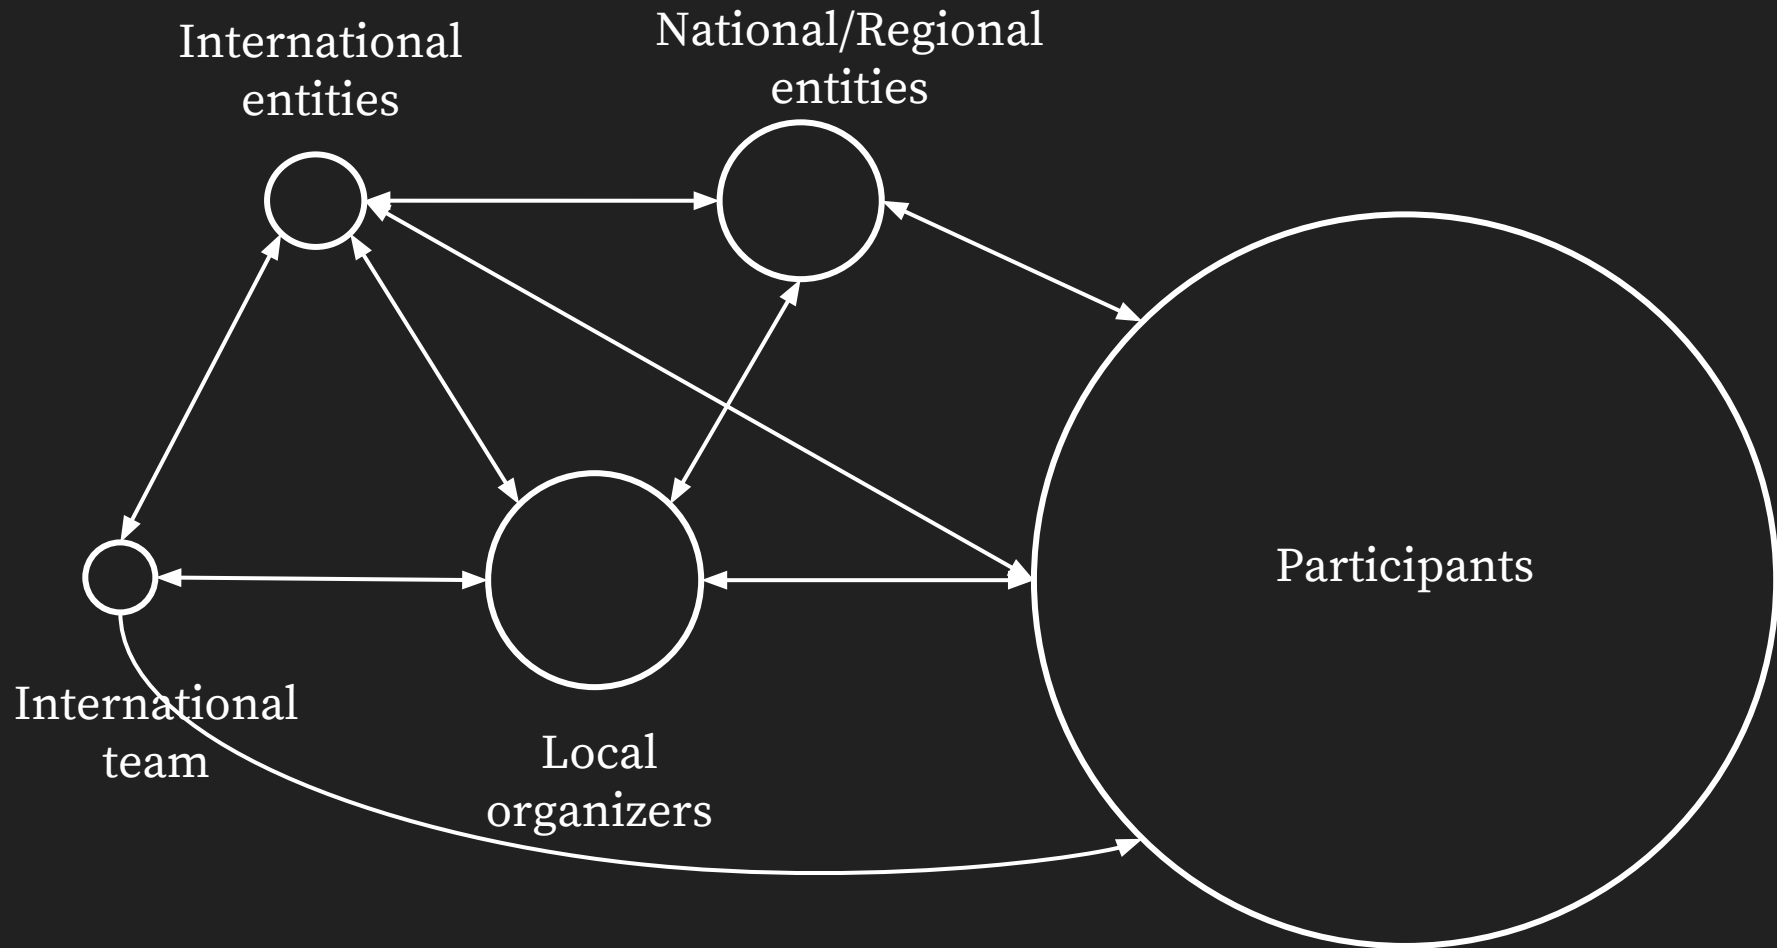 International
entities
National/Regional
entities
Participants
International
team
Local
organizers